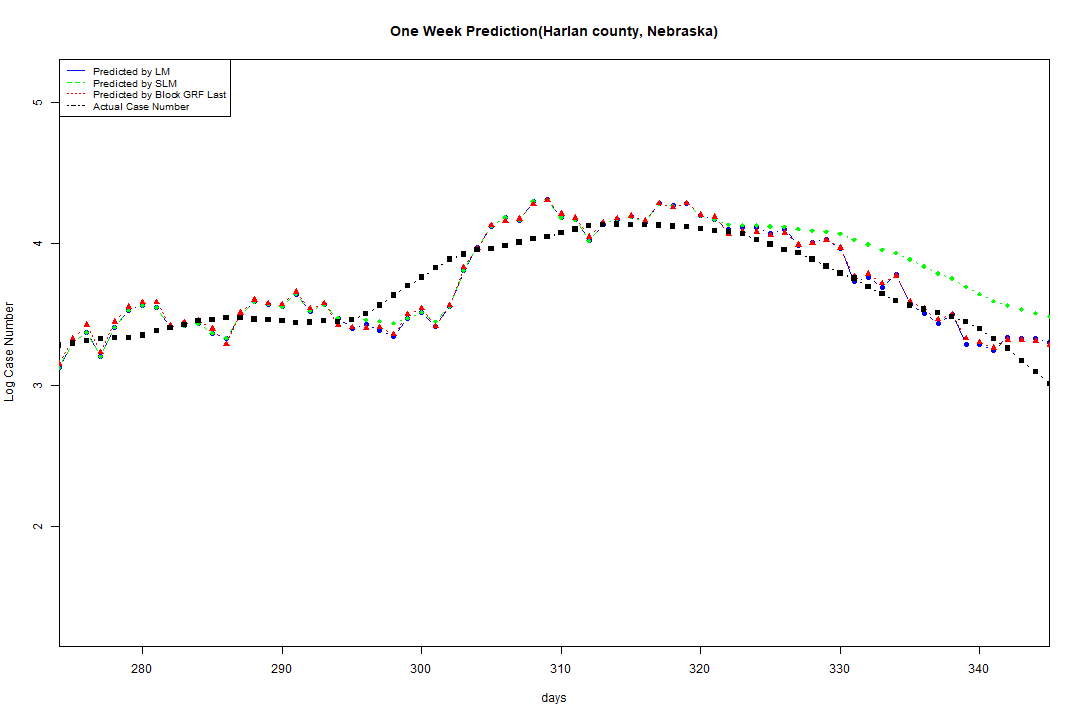 One Week Prediction(Harlan county, Nebraska)
Predicted by LM
Predicted by SLM
Predicted by Block GRF Last
Actual Case Number
5
4
3
2
Log Case Number
280 290 300 310 320 330 340
days